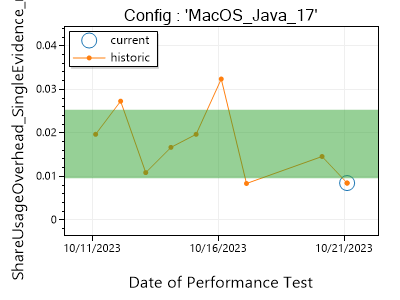 Config : 'MacOS_Java_17'
current
historic
0.04
0.03
0.02
0.01
0
10/11/2023
10/16/2023
10/21/2023
Date of Performance Test
ShareUsageOverhead_SingleEvidence_